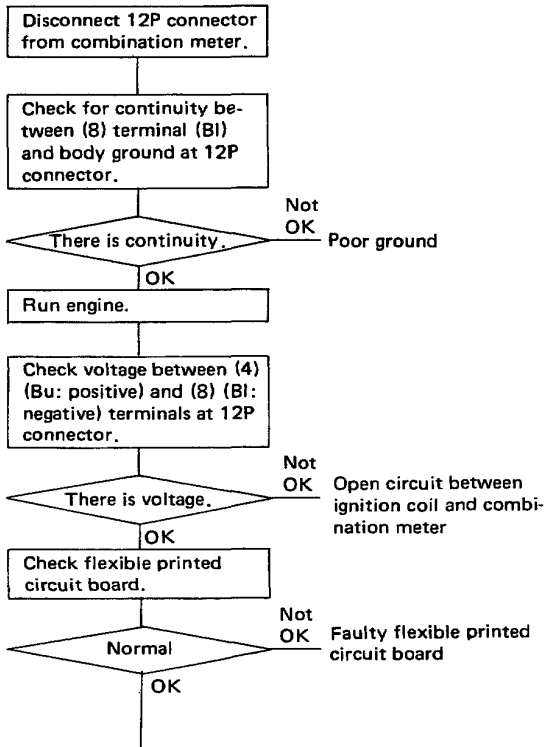 Disconnect 12P connector
from combination meter.
Check for continuity be-
tween (8) terminal (Bl)
and body ground at 12P
connector.
Not
OK
There is continuity.
Poor ground
OK
Run engine.
Check voltage between (4)
(Bu: positive) and (8) (Bl:
negative) terminals at 12P
connector.
Not
OK
There is voltage.
Open circuit between
ignition coil and combi-
nation meter
OK
Check flexible printed
circuit board.
Not
OK
Normal
Faulty flexible printed
circuit board
OK